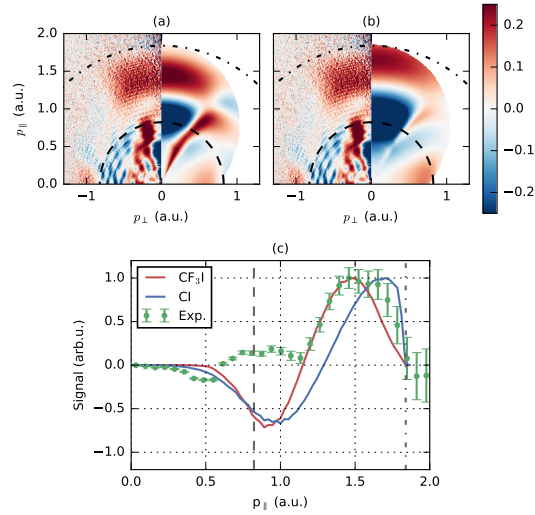 (a) (b)
2.0
1.5
1.0
0.5
0.0
p∥ (a.u.)
−1 0 1
−1 0 1
p⊥ (a.u.) p⊥ (a.u.)
0.2
0.1
0.0
−0.1
−0.2
(c)
1.0
0.5
0.0
−0.5
−1.0
Signal (arb.u.)
CF₃I
CI
Exp.
0.0 0.5 1.0 1.5 2.0
p∥ (a.u.)